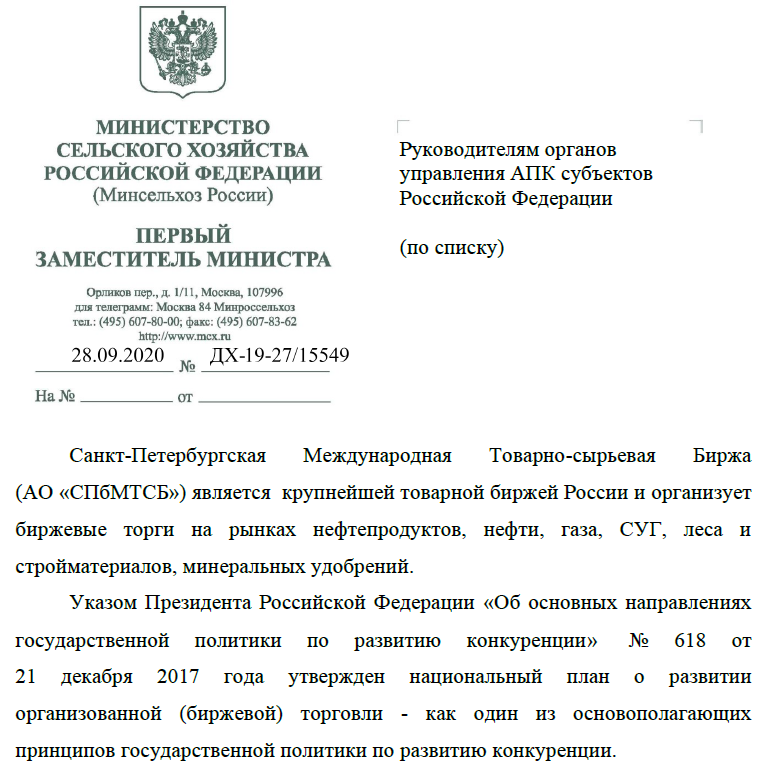 МИНИСТЕРСТВО
СЕЛЬСКОГО ХОЗЯЙСТВА
РОССИЙСКОЙ ФЕДЕРАЦИИ
(Минсельхоз России)
ПЕРВЫЙ
ЗАМЕСТИТЕЛЬ МИНИСТРА
Орликов пер., д. 1/11, Москва, 107996
для телеграмм: Москва 84 Минроссельхоз
тел.: (495) 607-80-00; факс: (495) 607-83-62
http://www.mcx.ru
28.09.2020 № ДХ-19-27/15549
На № ____________ от ________________
Руководителям органов
управления АПК субъектов
Российской Федерации
(по списку)
Санкт-Петербургская Международная Товарно-сырьевая Биржа
(АО «СПбМТСБ») является крупнейшей товарной биржей России и организует
биржевые торги на рынках нефтепродуктов, нефти, газа, СУГ, леса и
стройматериалов, минеральных удобрений.
Указом Президента Российской Федерации «Об основных направлениях
государственной политики по развитию конкуренции» № 618 от
21 декабря 2017 года утвержден национальный план о развитии
организованной (биржевой) торговли - как один из основополагающих
принципов государственной политики по развитию конкуренции.